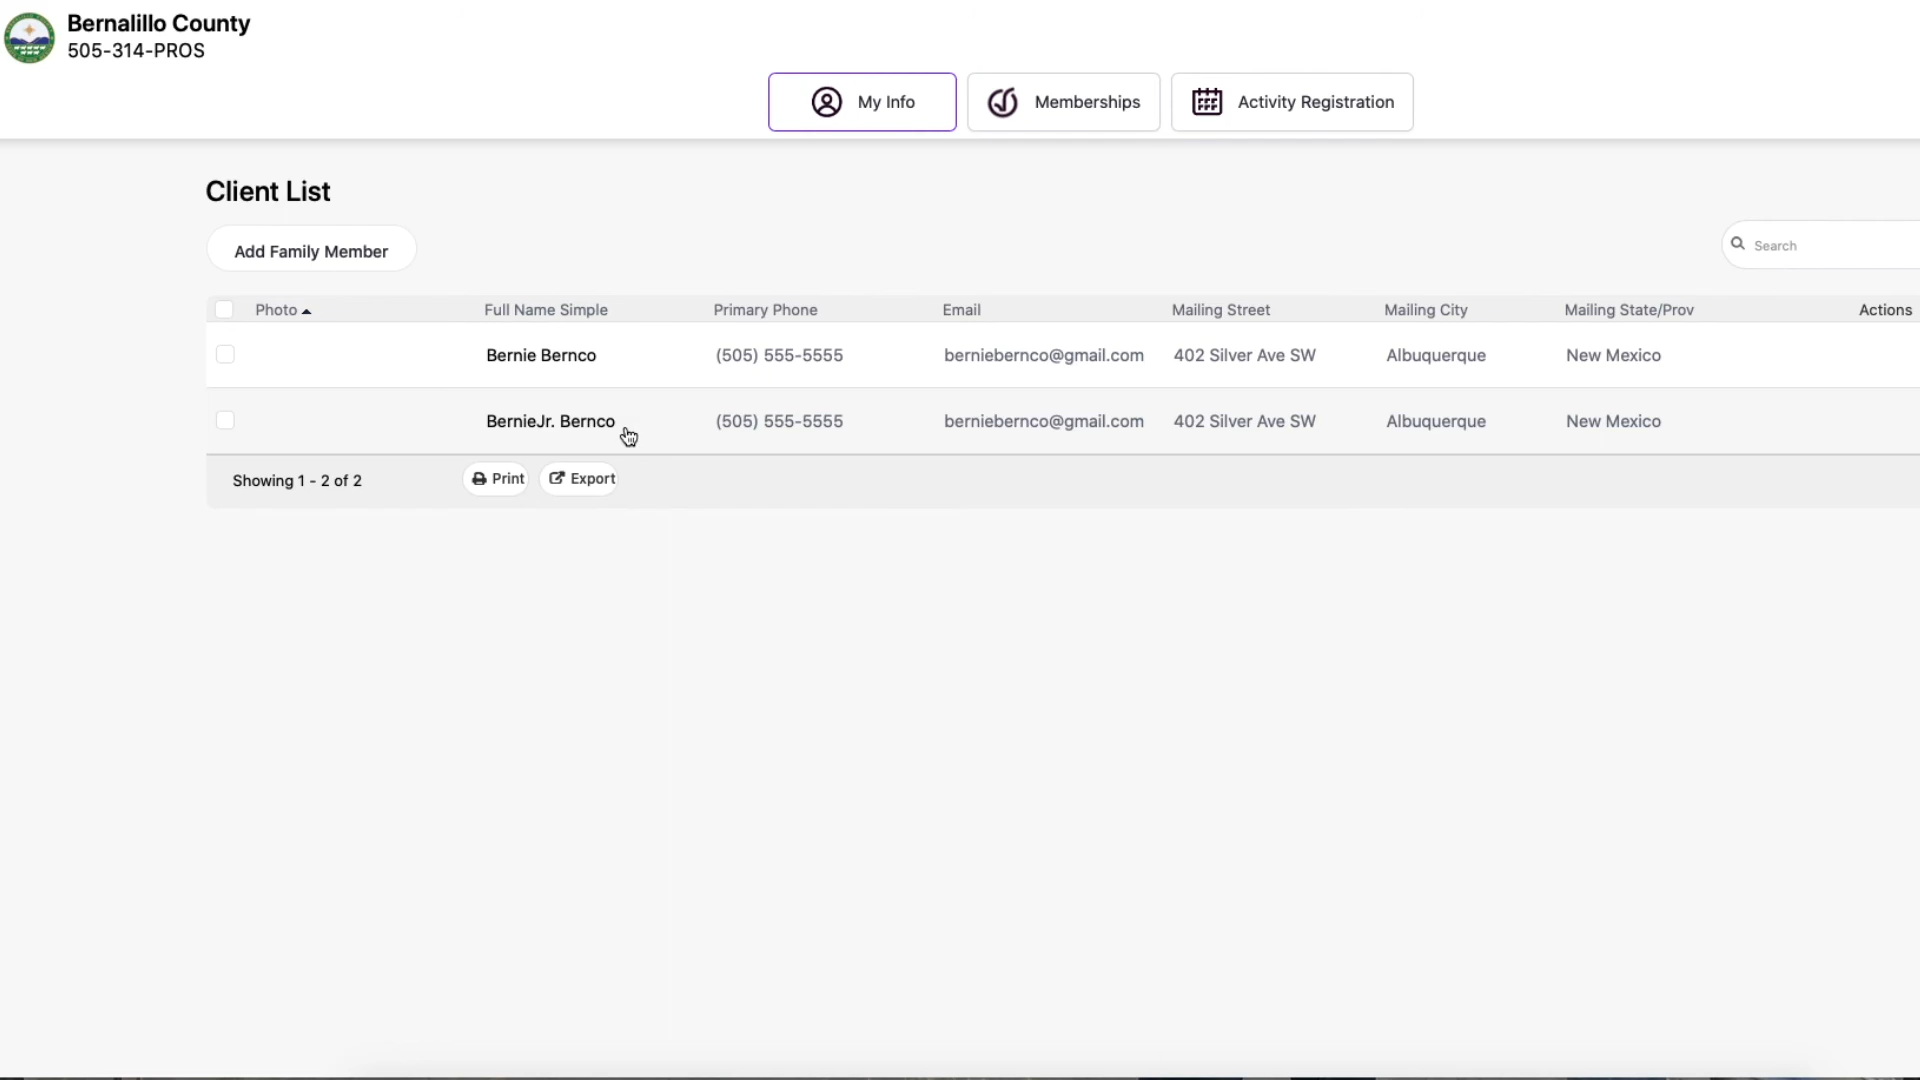 Bernalillo County
505-314-PROS
My Info
Memberships
Activity Registration
Client List
Add Family Member
Search
Photo Full Name Simple Primary Phone Email Mailing Street Mailing City Mailing State/Prov Actions
Bernie Bernco (505) 555-5555 berniebernco@gmail.com 402 Silver Ave SW Albuquerque New Mexico
BernieJr. Bernco (505) 555-5555 berniebernco@gmail.com 402 Silver Ave SW Albuquerque New Mexico
Showing 1 - 2 of 2 Print Export